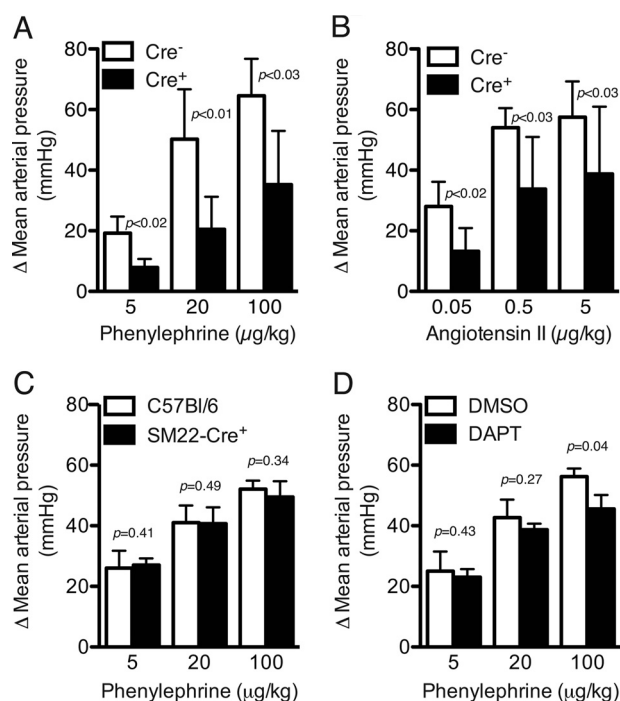 A
Δ Mean arterial pressure
(mmHg)
80
60
40
20
0
Cre-
Cre+
p<0.02
p<0.01
p<0.03
5 20 100
Phenylephrine (µg/kg)
B
Δ Mean arterial pressure
(mmHg)
80
60
40
20
0
Cre-
Cre+
p<0.02
p<0.03
p<0.03
0.05 0.5 5
Angiotensin II (µg/kg)
C
Δ Mean arterial pressure
(mmHg)
80
60
40
20
0
C57Bl/6
SM22-Cre+
p=0.41
p=0.49
p=0.34
5 20 100
Phenylephrine (µg/kg)
D
Δ Mean arterial pressure
(mmHg)
80
60
40
20
0
DMSO
DAPT
p=0.43
p=0.27
p=0.04
5 20 100
Phenylephrine (µg/kg)